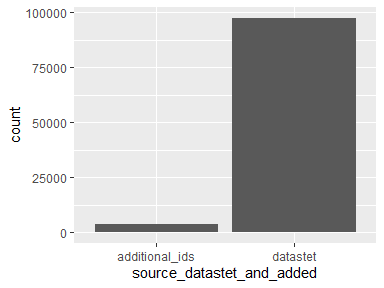 100000
75000
50000
25000
0
count
additional_ids datastet
source_datastet_and_added